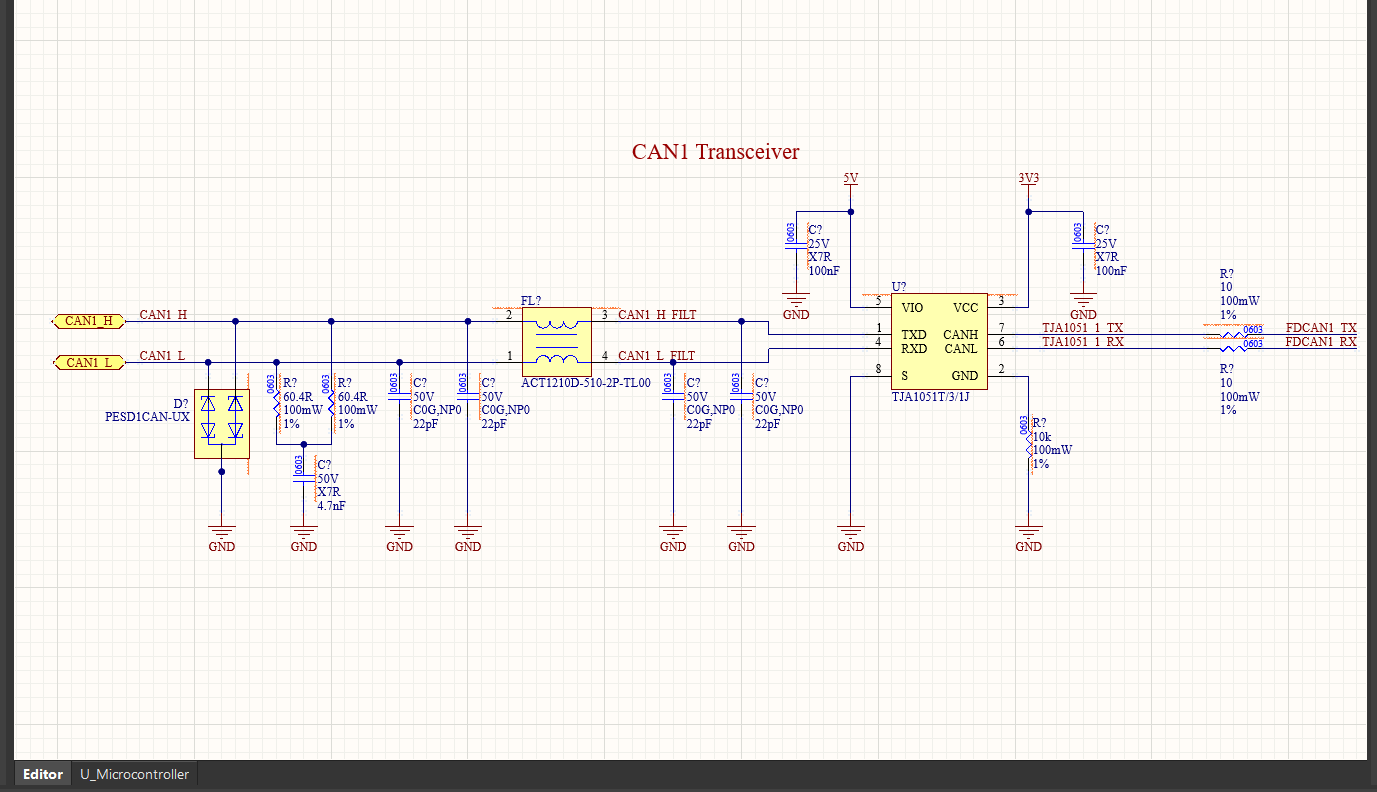 CAN1 Transceiver
5V
3V3
0603
C?
25V
X7R
100nF
GND
0603
C?
25V
X7R
100nF
GND
R?
10
100mW
1%
U?
5
VIO
VCC
3
1
TXD
CANH
7
4
RXD
CANL
6
8
S
GND
2
TJA1051T/3/1J
CAN1_H
CAN1_H
CAN1_L
CAN1_L
FL?
2
3
1
4
ACT1210D-510-2P-TL00
CAN1_H_FILT
CAN1_L_FILT
TJA1051_1_TX
TJA1051_1_RX
0603
0603
FDCAN1_TX
FDCAN1_RX
R?
10
100mW
1%
D?
PESD1CAN-UX
0603
R?
60.4R
100mW
1%
0603
R?
60.4R
100mW
1%
0603
C?
50V
C0G,NP0
22pF
0603
C?
50V
C0G,NP0
22pF
0603
C?
50V
C0G,NP0
22pF
0603
C?
50V
C0G,NP0
22pF
0603
R?
10k
100mW
1%
0603
C?
50V
X7R
4.7nF
GND
GND
GND
GND
GND
GND
GND
GND
Editor
U_Microcontroller